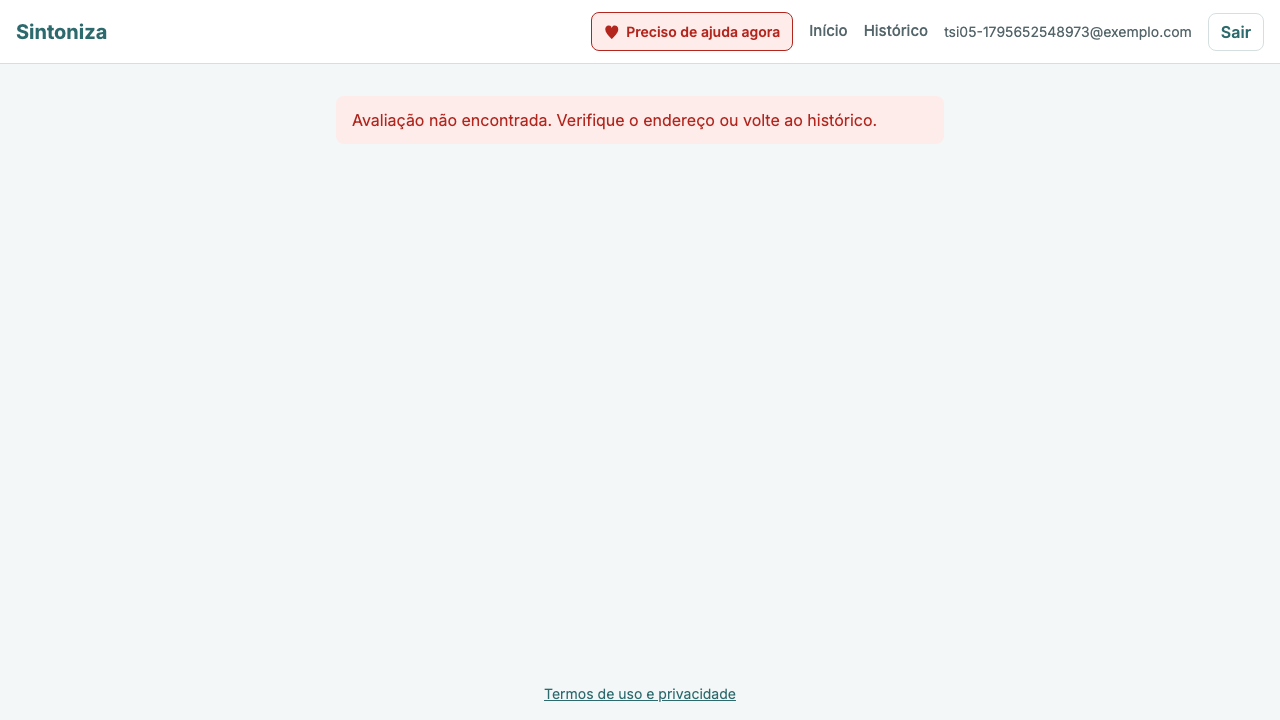 Sintoniza
Preciso de ajuda agora
Início
Histórico
tsi05-1795652548973@exemplo.com
Sair
Avaliação não encontrada. Verifique o endereço ou volte ao histórico.
Termos de uso e privacidade